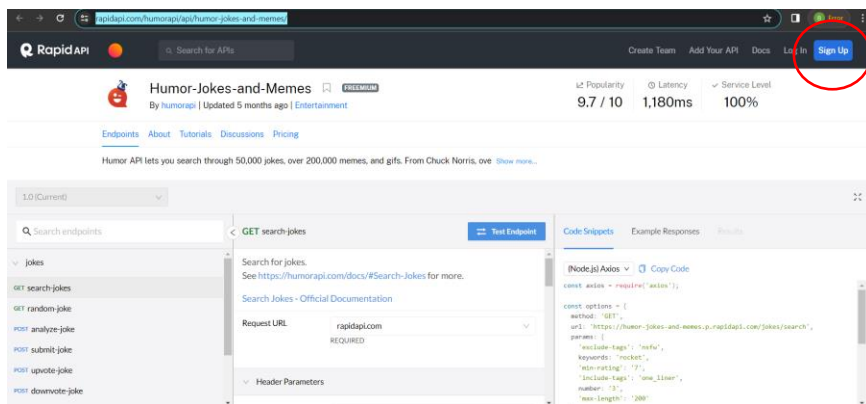 rapidapi.com/humorapi/api/humor-jokes-and-memes/
Error
Rapid API
Search for APIs
Create Team Add Your API Docs Log In Sign Up
Humor-Jokes-and-Memes FREEMIUM
By humorapi | Updated 5 months ago | Entertainment
Popularity Latency Service Level
9.7 / 10 1,180ms 100%
Endpoints About Tutorials Discussions Pricing
Humor API lets you search through 50,000 jokes, over 200,000 memes, and gifs. From Chuck Norris, ove Show more...
1.0 (Current)
Search endpoints
jokes
GET search-jokes
GET random-joke
POST analyze-joke
POST submit-joke
POST upvote-joke
POST downvote-joke
GET search-jokes Test Endpoint
Search for jokes.
See https://humorapi.com/docs/#Search-Jokes for more.
Search Jokes - Official Documentation
Request URL rapidapi.com
REQUIRED
Header Parameters
Code Snippets Example Responses Results
(Node.js) Axios Copy Code
const axios = require('axios');
const options = {
method: 'GET',
url: 'https://humor-jokes-and-memes.p.rapidapi.com/jokes/search',
params: {
'exclude-tags': 'nsfw',
keywords: 'rocket',
'min-rating': '7',
'include-tags': 'one_liner',
number: '3',
'max-length': '200'